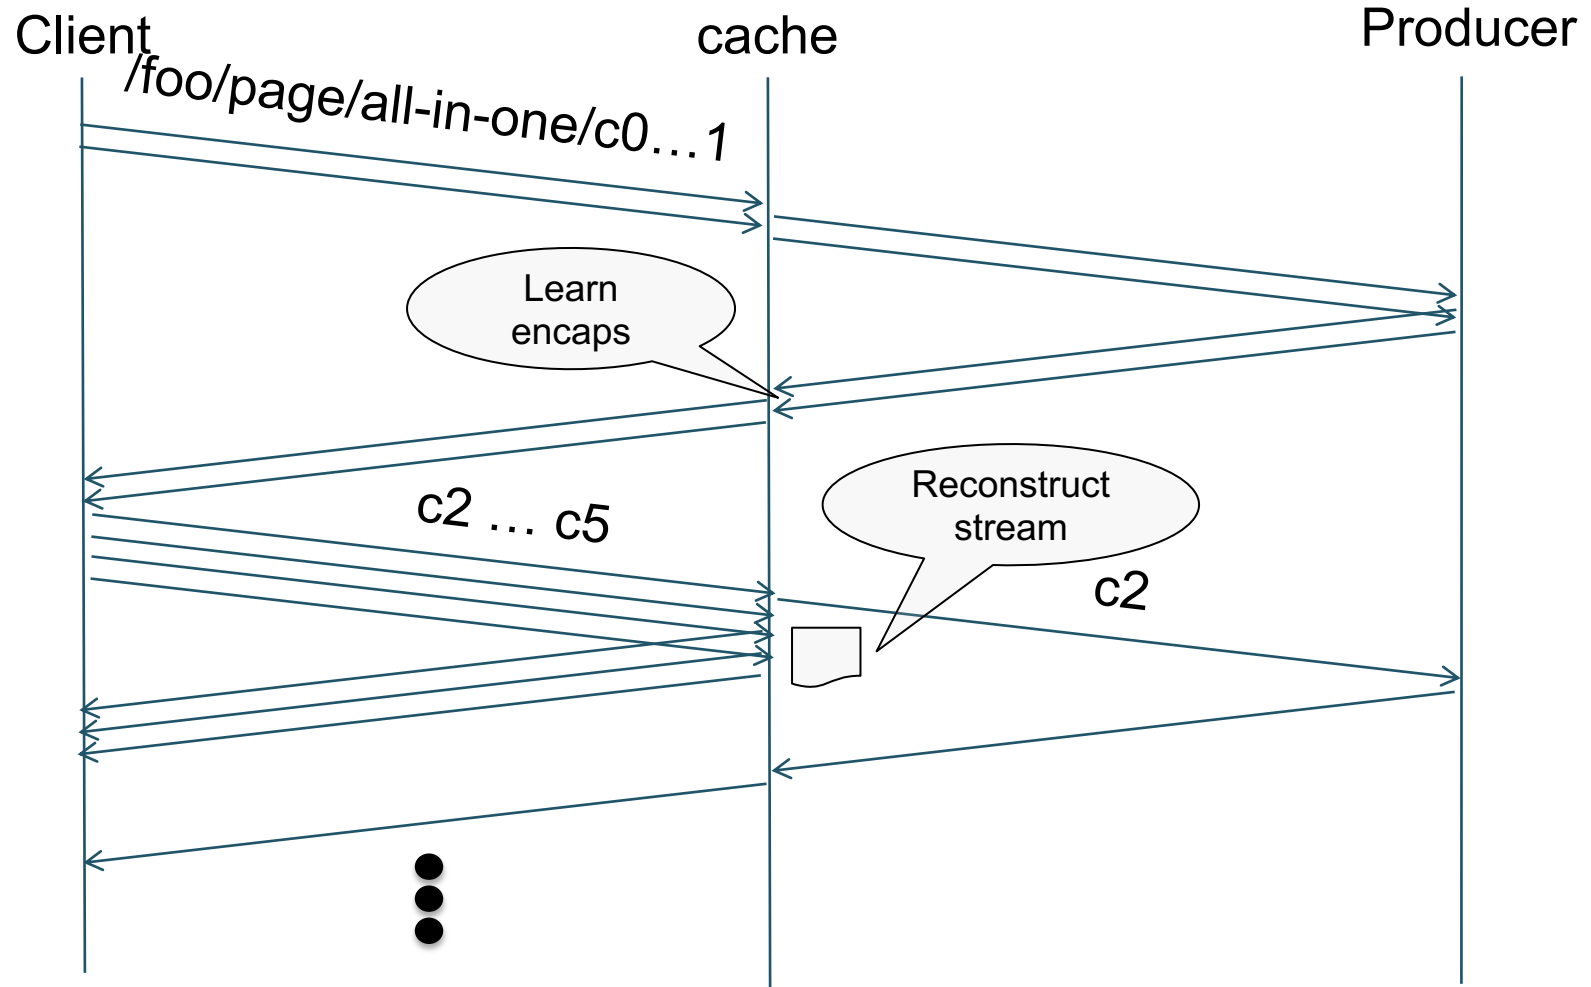 Client
cache
Producer
/foo/page/all-in-one/c0…1
Learn
encaps
c2 … c5
Reconstruct
stream
c2